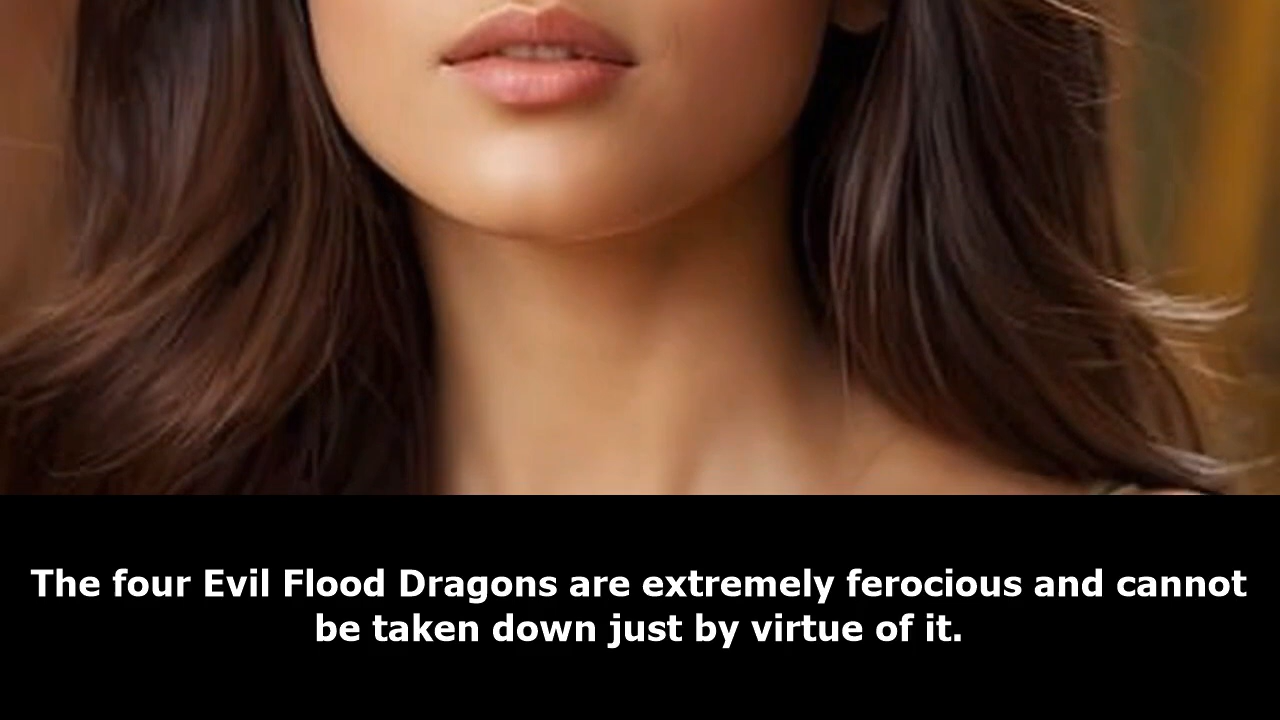 The four Evil Flood Dragons are extremely ferocious and cannot
be taken down just by virtue of it.